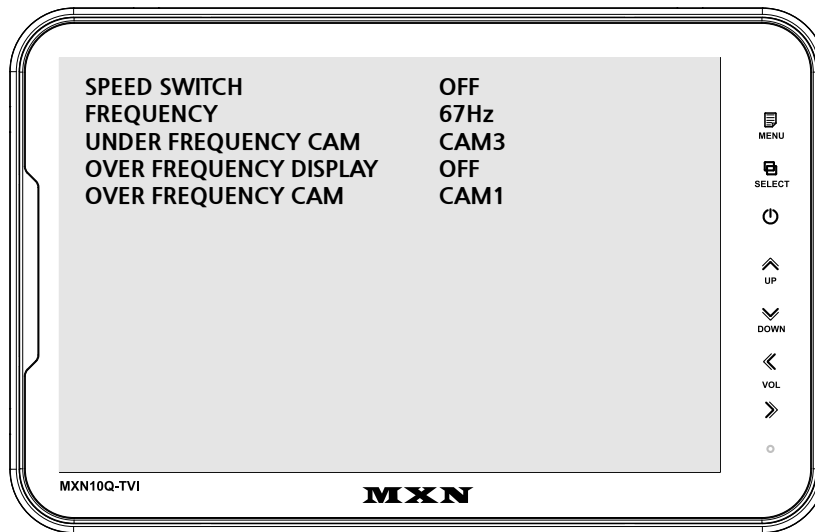 SPEED SWITCH OFF
FREQUENCY 67Hz
UNDER FREQUENCY CAM CAM3
OVER FREQUENCY DISPLAY OFF
OVER FREQUENCY CAM CAM1
MENU
SELECT
UP
DOWN
VOL
MXN10Q-TVI
MXN